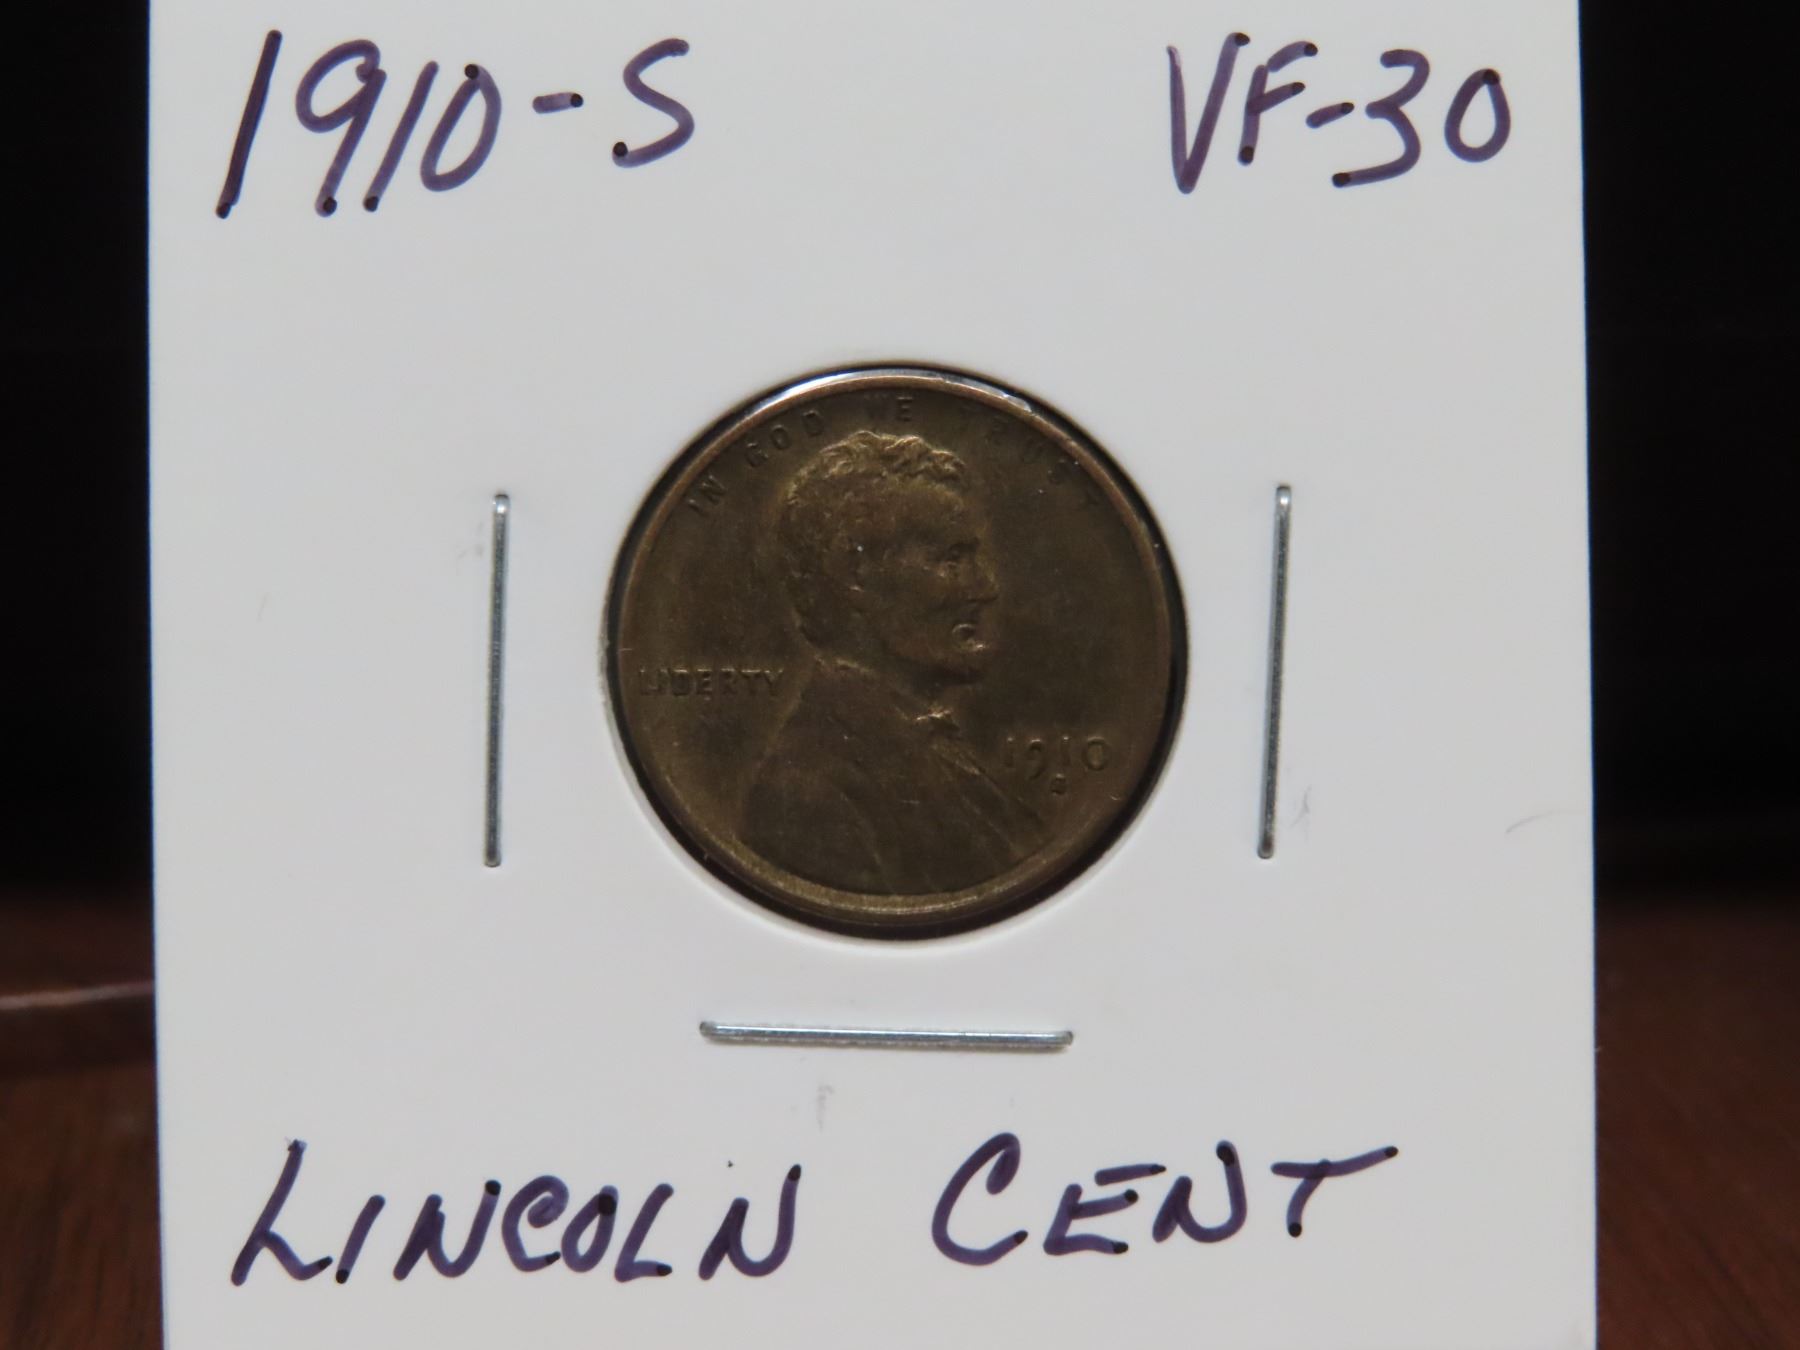 1910-S VF-30
IN GOD WE TRUST
LIBERTY
1910
S
LINCOLN CENT